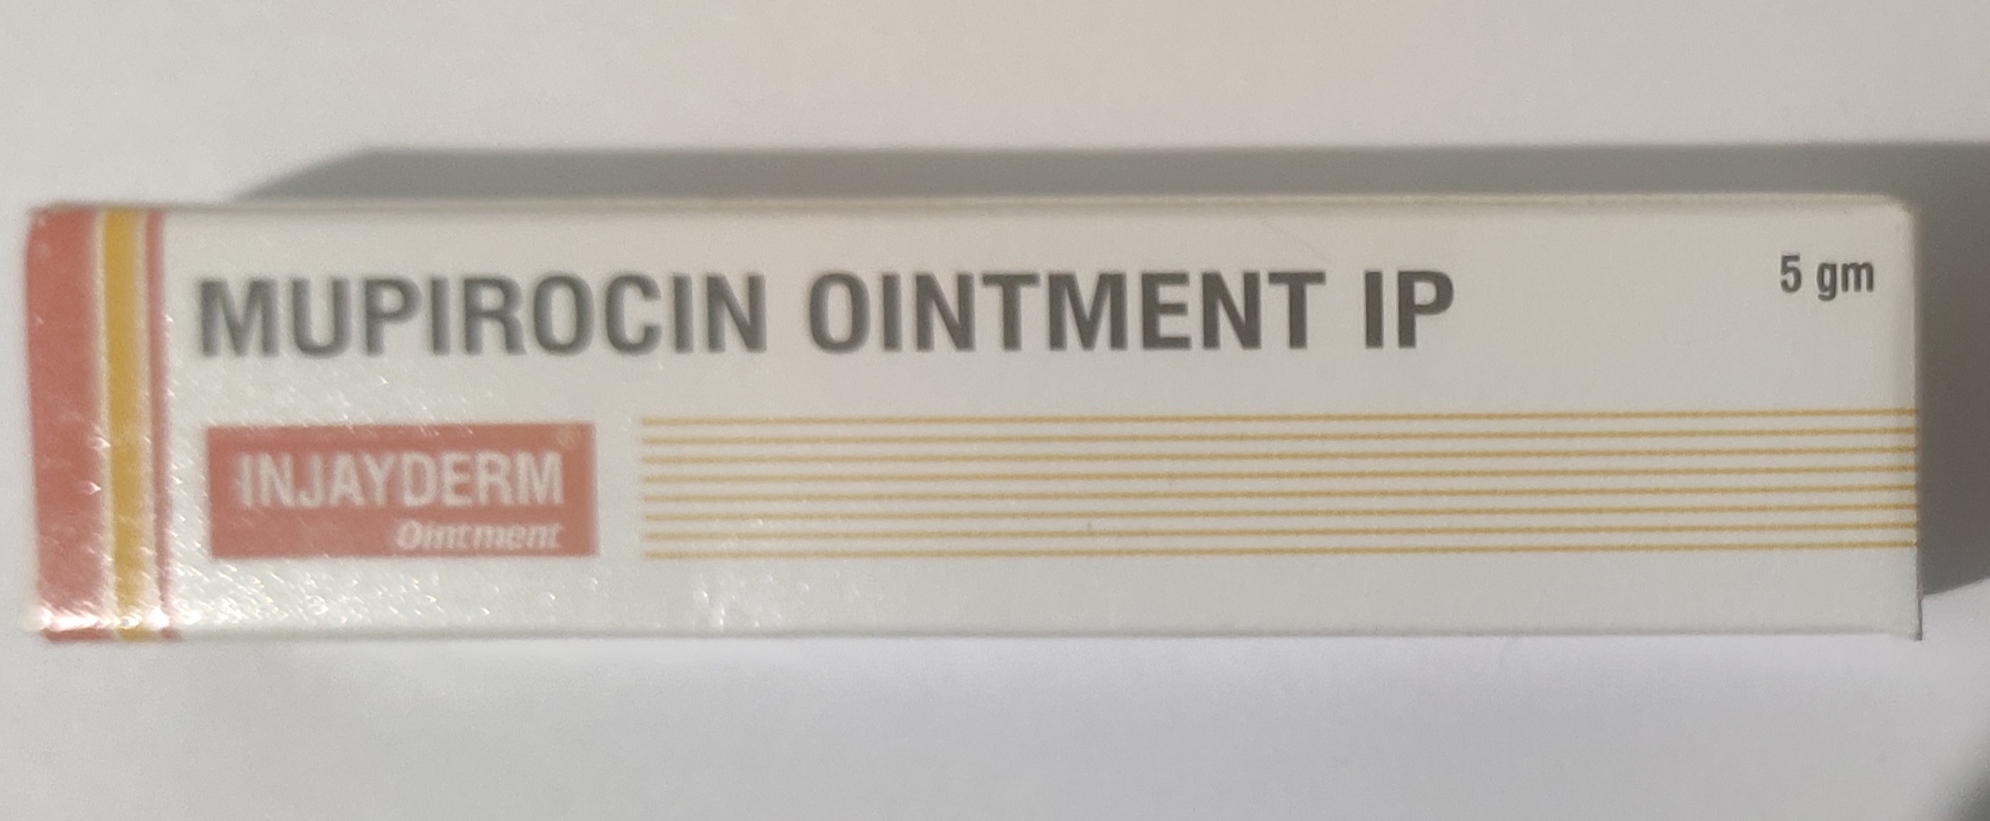 MUPIROCIN OINTMENT IP
5 gm
INJAYDERM®
Ointment